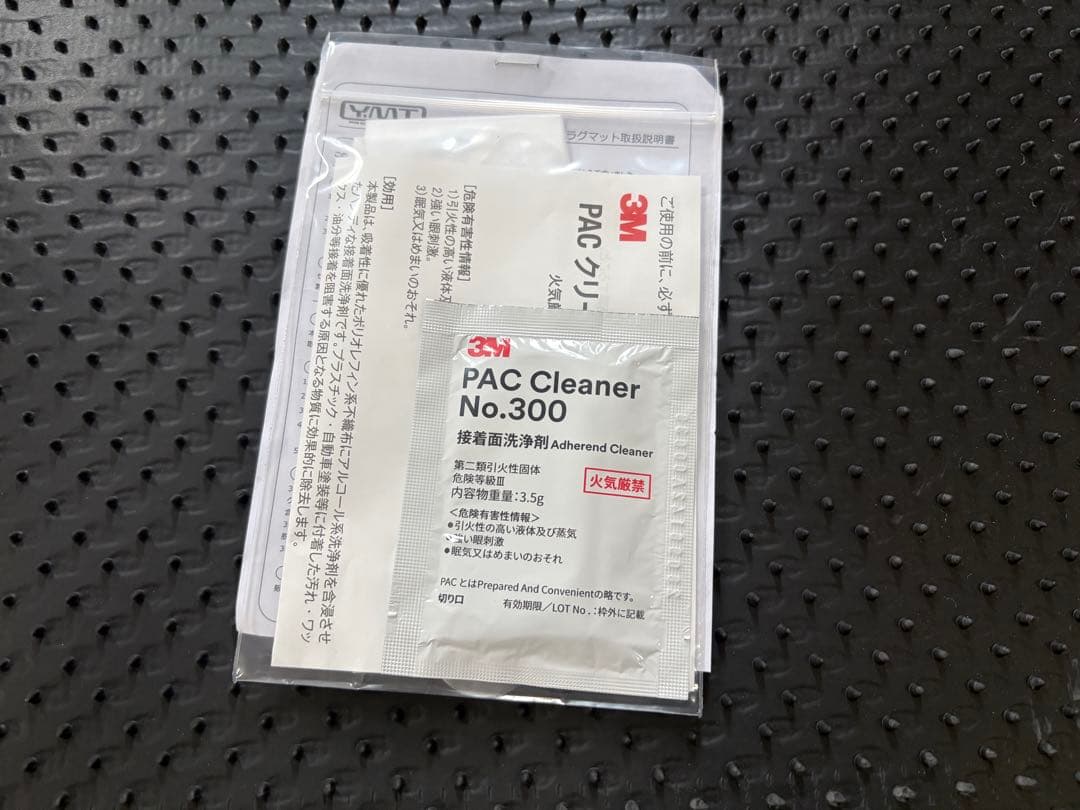 YMT
ラグマット取扱説明書
ご使用の前に、必ず
3M
PAC クリー
火気厳
[危険有害性情報]
1)引火性の高い液体及
2)強い眼刺激。
3)眠気又はめまいのおそれ。
[効用]
本製品は、吸着性に優れたポリオレフィン系不織布にアルコール系洗浄剤を含浸させ
たハンディな接着面洗浄剤です。プラスチック・自動車塗装等に付着した汚れ・ワッ
クス・油分等接着を阻害する原因となる物質に効果的に除去します。
3M
PAC Cleaner
No.300
接着面洗浄剤 Adherend Cleaner
第二類引火性固体
危険等級Ⅲ
内容物重量:3.5g
火気厳禁
<危険有害性情報>
●引火性の高い液体及び蒸気
●強い眼刺激
●眠気又はめまいのおそれ
PAC とはPrepared And Convenientの略です。
切り口 有効期限/LOT No.:枠外に記載